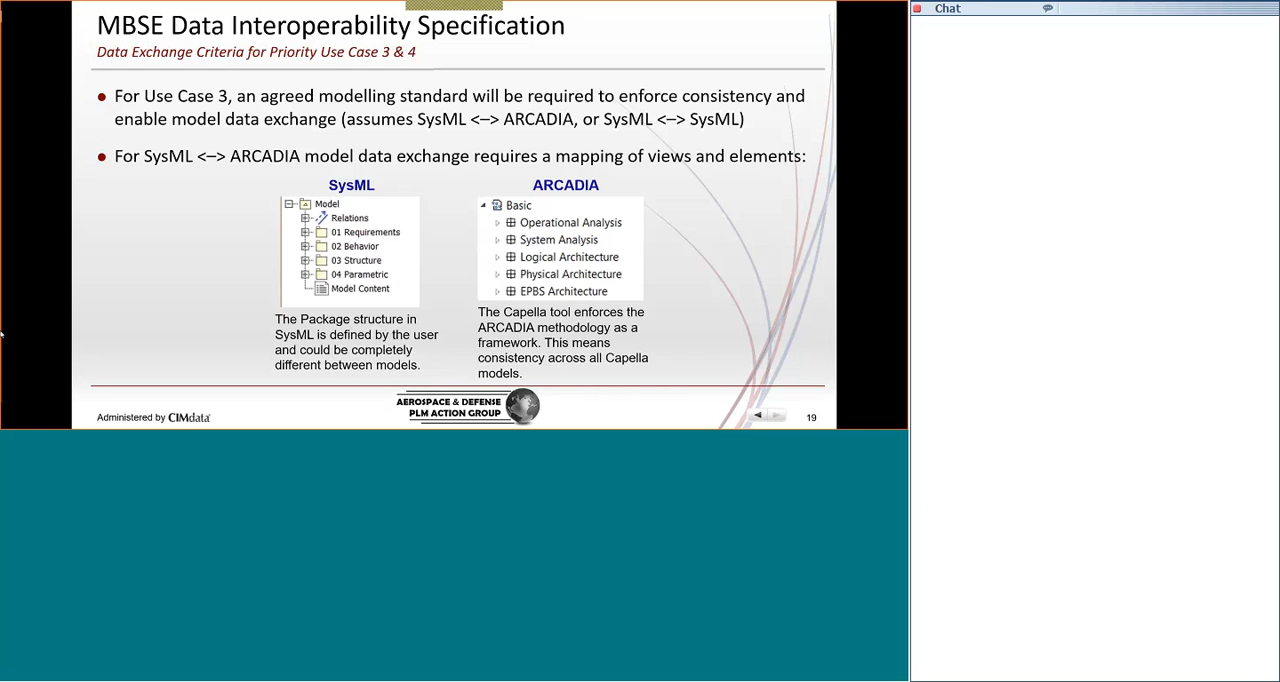 Chat
MBSE Data Interoperability Specification
Data Exchange Criteria for Priority Use Case 3 & 4
● For Use Case 3, an agreed modelling standard will be required to enforce consistency and
enable model data exchange (assumes SysML <–> ARCADIA, or SysML <–> SysML)
● For SysML <–> ARCADIA model data exchange requires a mapping of views and elements:
SysML
Model
Relations
01 Requirements
02 Behavior
03 Structure
04 Parametric
Model Content
The Package structure in
SysML is defined by the user
and could be completely
different between models.
ARCADIA
Basic
Operational Analysis
System Analysis
Logical Architecture
Physical Architecture
EPBS Architecture
The Capella tool enforces the
ARCADIA methodology as a
framework. This means
consistency across all Capella
models.
Administered by CIMdata
AEROSPACE & DEFENSE
PLM ACTION GROUP
19